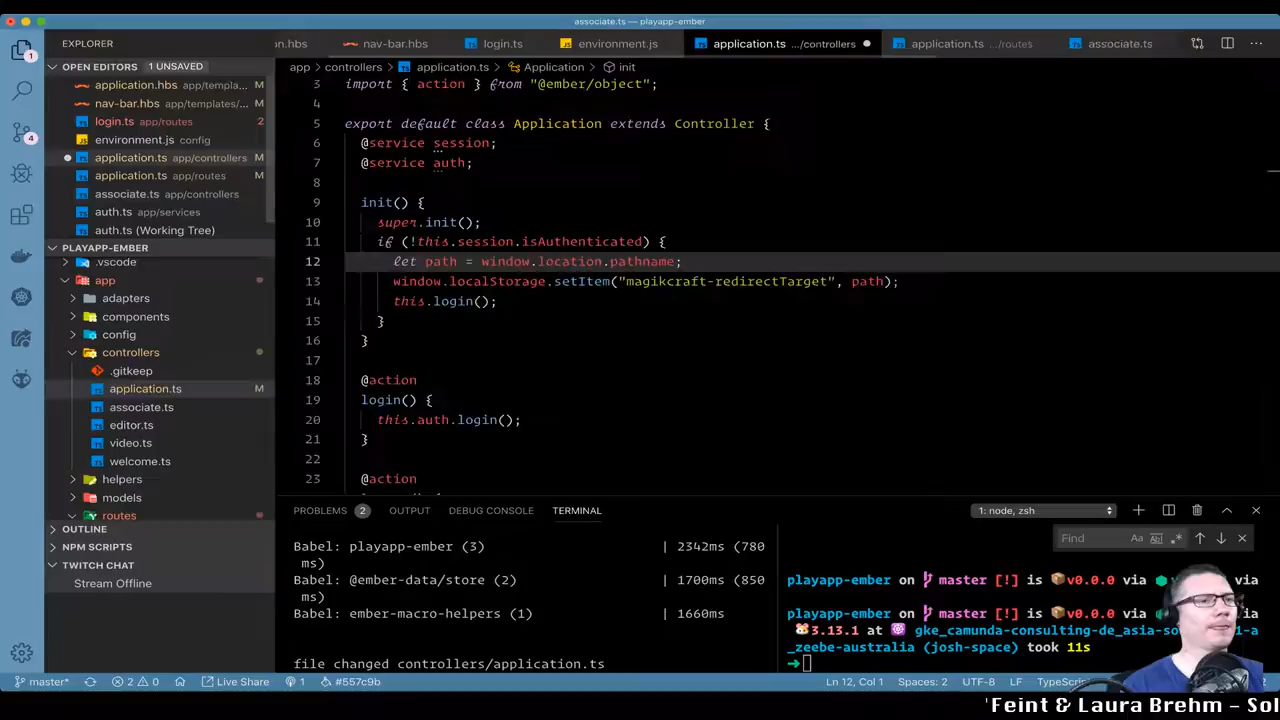 associate.ts — playapp-ember
EXPLORER
on.hbs
nav-bar.hbs
login.ts
environment.js
application.ts .../controllers
application.ts .../routes
associate.ts
OPEN EDITORS 1 UNSAVED
application.hbs app/templa... M
nav-bar.hbs app/templates/... M
login.ts app/routes 2
environment.js config
application.ts app/controllers M
application.ts app/routes M
associate.ts app/controllers
auth.ts app/services
auth.ts (Working Tree)
PLAYAPP-EMBER
.vscode
app
adapters
components
config
controllers
.gitkeep
application.ts M
associate.ts
editor.ts
video.ts
welcome.ts
helpers
models
routes
OUTLINE
NPM SCRIPTS
TWITCH CHAT
Stream Offline
1
4
app > controllers > application.ts > Application > init
3 import { action } from "@ember/object";
4
5 export default class Application extends Controller {
6 @service session;
7 @service auth;
8
9 init() {
10 super.init();
11 if (!this.session.isAuthenticated) {
12 let path = window.location.pathname;
13 window.localStorage.setItem("magikcraft-redirectTarget", path);
14 this.login();
15 }
16 }
17
18 @action
19 login() {
20 this.auth.login();
21 }
22
23 @action
PROBLEMS 2 OUTPUT DEBUG CONSOLE TERMINAL
1: node, zsh
Find
Aa
Babel: playapp-ember (3) | 2342ms (780
ms)
Babel: @ember-data/store (2) | 1700ms (850
ms)
Babel: ember-macro-helpers (1) | 1660ms
file changed controllers/application.ts
playapp-ember on master [!] is v0.0.0 via
playapp-ember on master [!] is v0.0.0 via
3.13.1 at gke_camunda-consulting-de_asia-so
1-a
_zeebe-australia (josh-space) took 11s
master* 2 0 Live Share 1 #557c9b
Ln 12, Col 1 Spaces: 2 UTF-8 LF TypeScri
'Feint & Laura Brehm - Sol